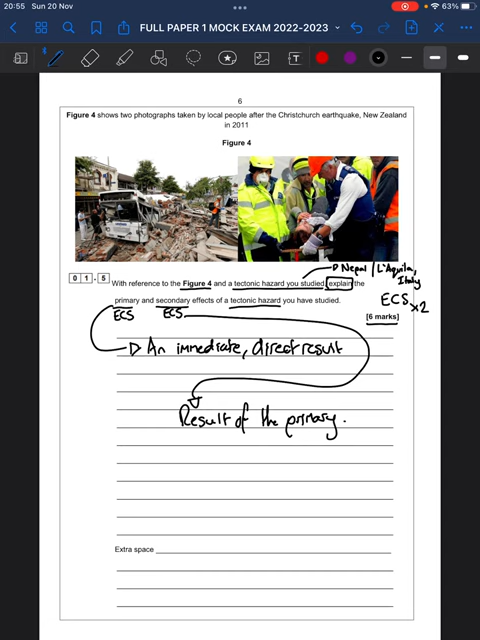 20:55 Sun 20 Nov
63%
FULL PAPER 1 MOCK EXAM 2022-2023
6
Figure 4 shows two photographs taken by local people after the Christchurch earthquake, New Zealand
in 2011
Figure 4
Nepal / L'Aquila,
Italy
0 1 . 5
With reference to the Figure 4 and a tectonic hazard you studied, explain the
primary and secondary effects of a tectonic hazard you have studied.
ECS x2
ECS ECS
[6 marks]
An immediate, direct result
Result of the primary.
Extra space